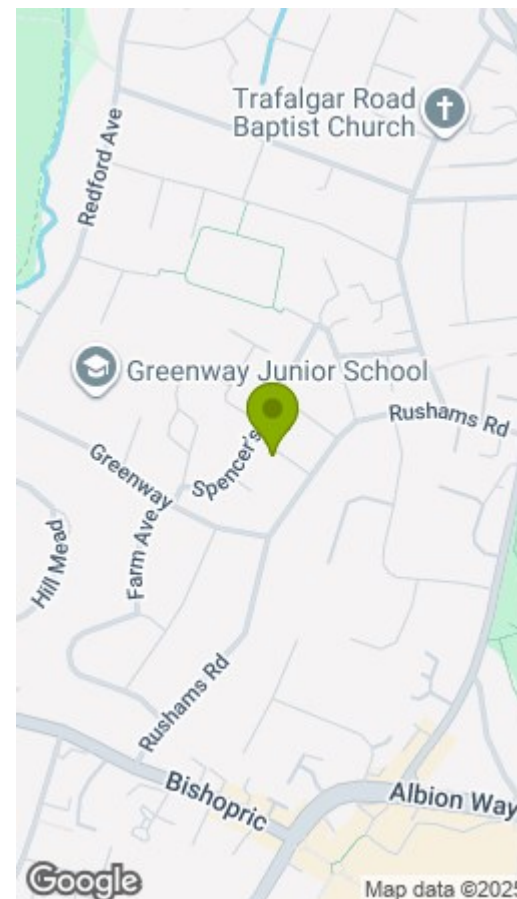 Trafalgar Road
Baptist Church
Redford Ave
Greenway Junior School
Rushams Rd
Spencer's
Greenway
Farm Ave
Hill Mead
Rushams Rd
Bishopric
Albion Way
Google
Map data ©2025